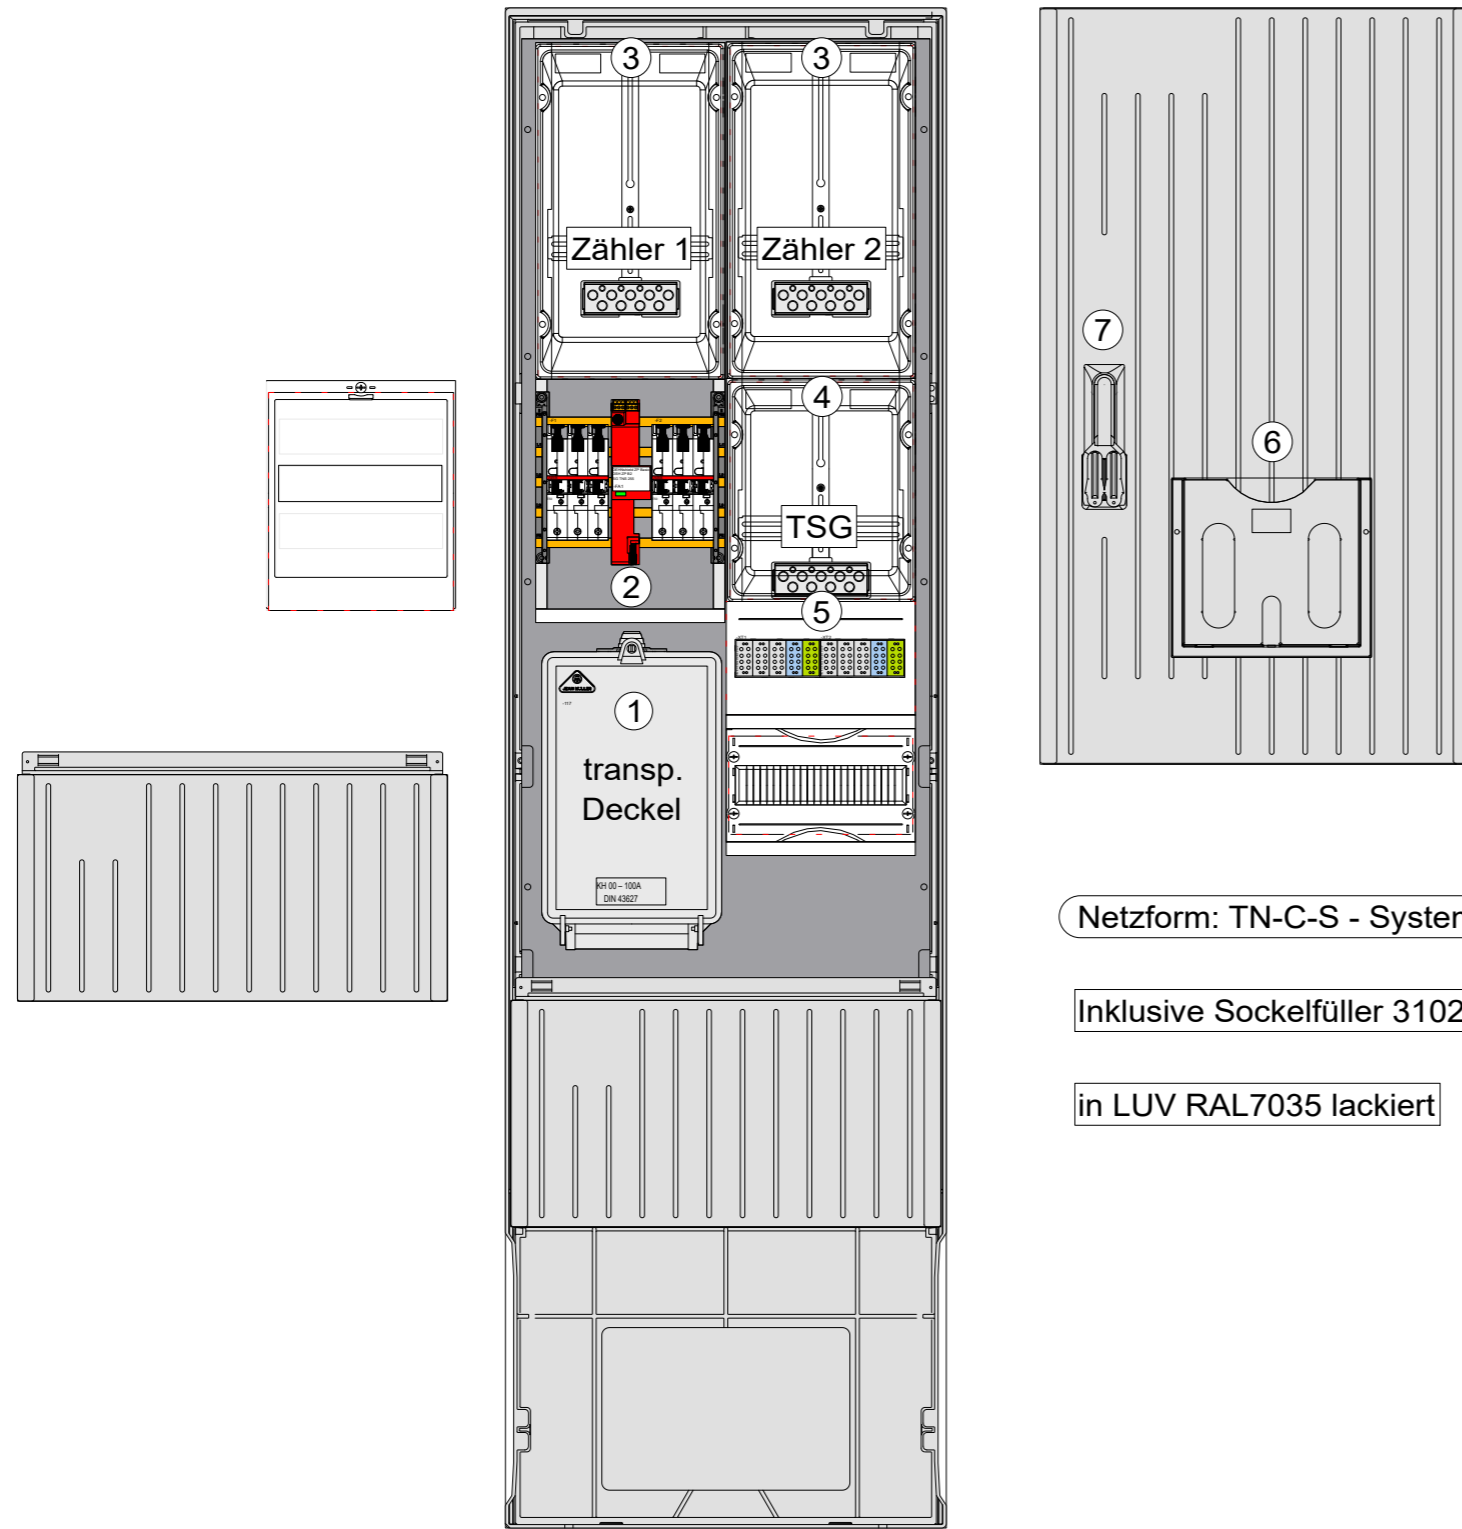 3
3
Zähler 1
Zähler 2
7
4
6
TSG
2
5
1
transp.
Deckel
KH 00 – 100A
DIN 43627
Netzform: TN-C-S - System
Inklusive Sockelfüller 3102
in LUV RAL7035 lackiert